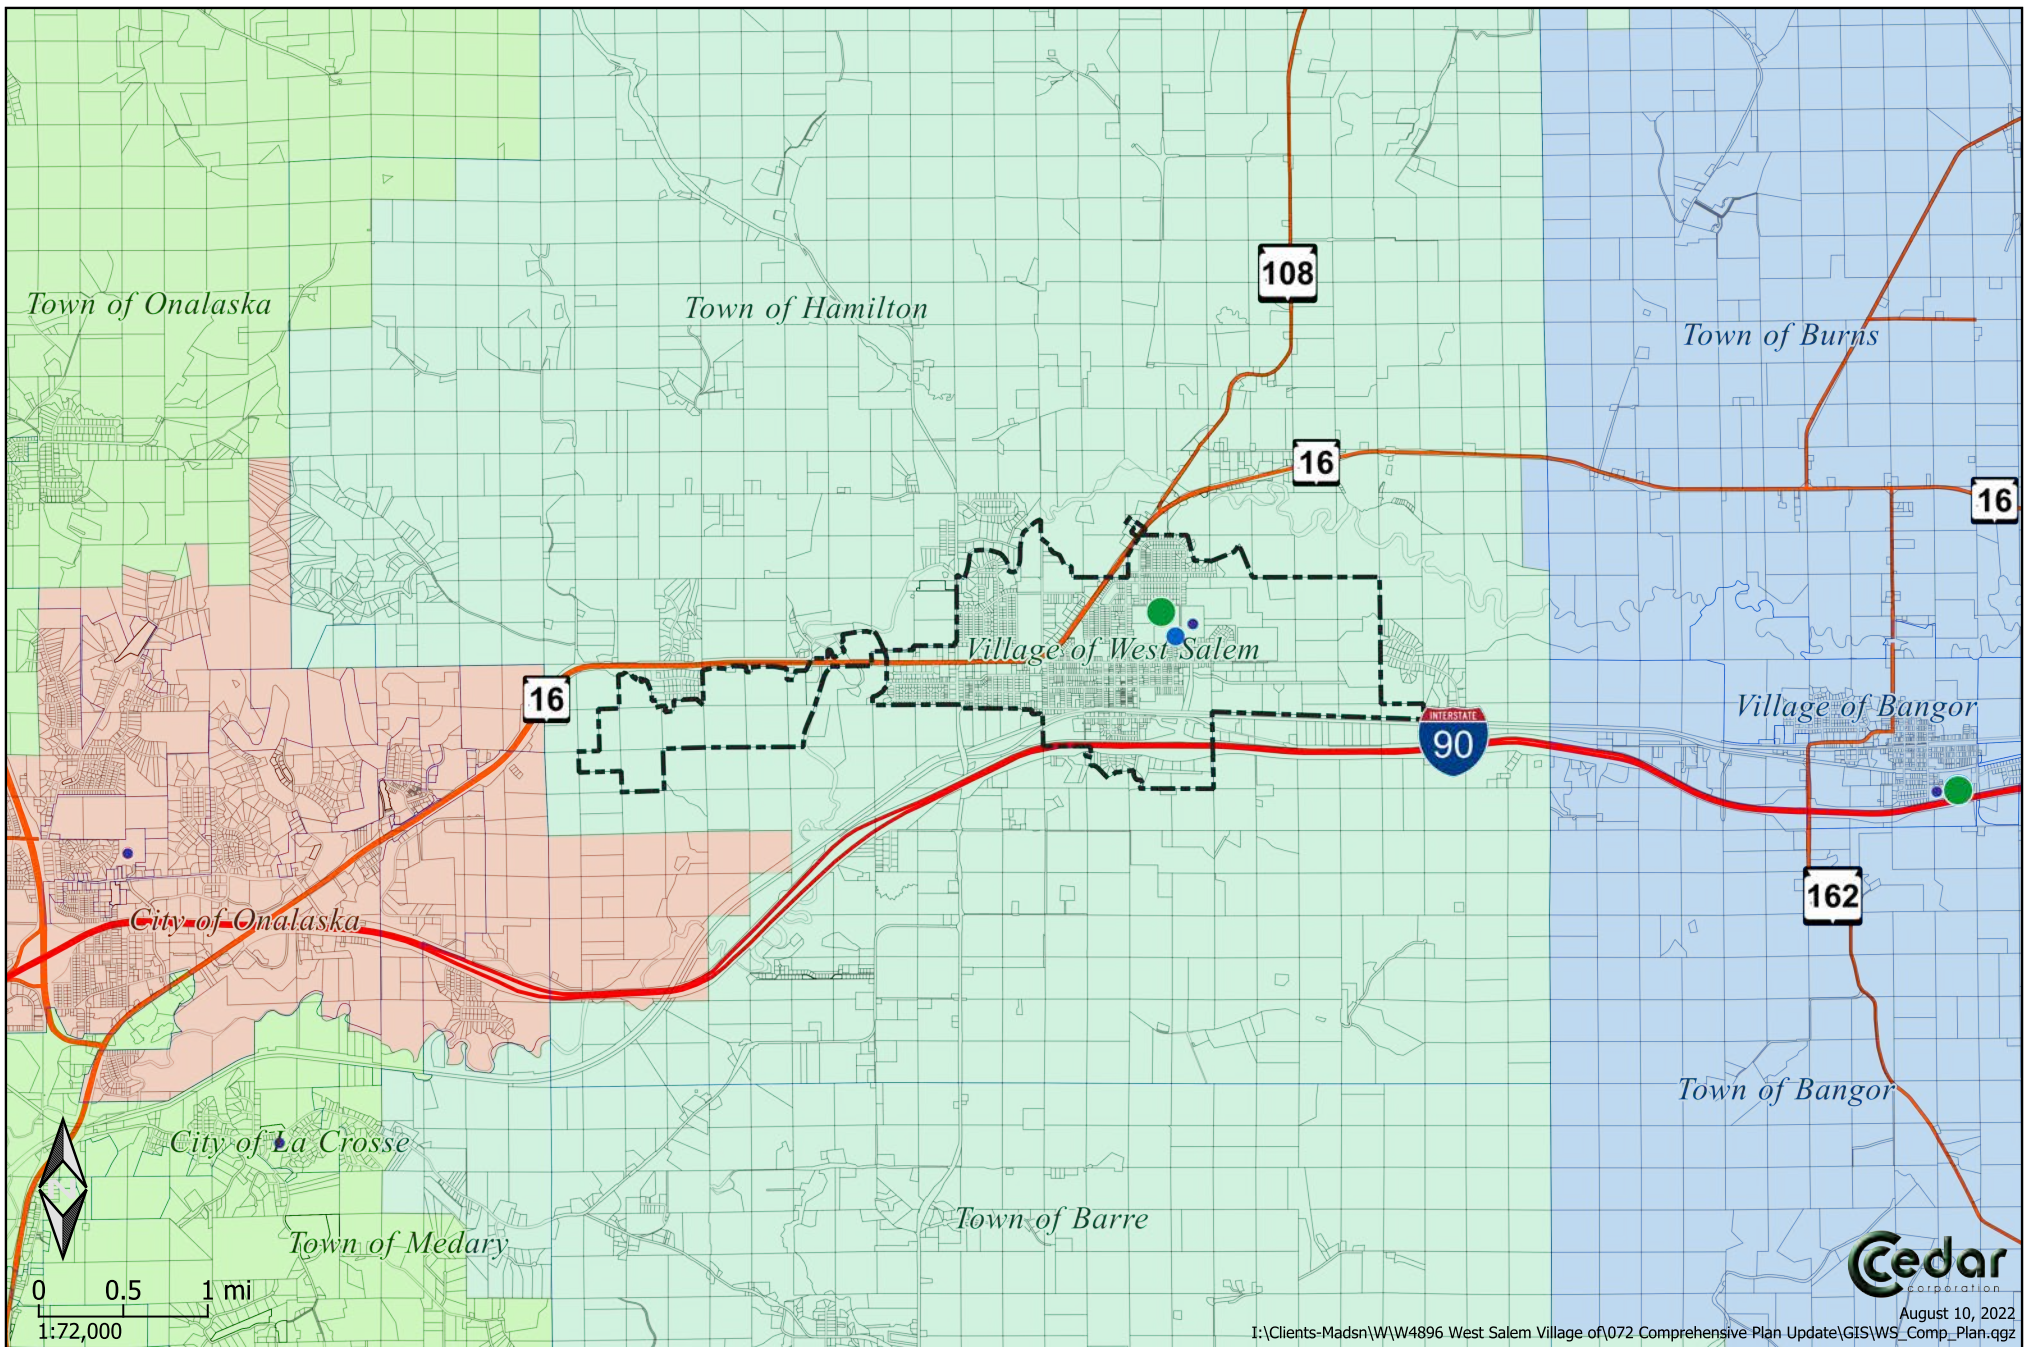 108
Town of Onalaska
Town of Hamilton
Town of Burns
16
16
Village of West Salem
16
Village of Bangor
INTERSTATE
90
162
City of Onalaska
Town of Bangor
City of La Crosse
Town of Barre
Town of Medary
0 0.5 1 mi
1:72,000
Cedar
corporation
August 10, 2022
I:\Clients-Madsn\W\W4896 West Salem Village of\072 Comprehensive Plan Update\GIS\WS_Comp_Plan.qgz